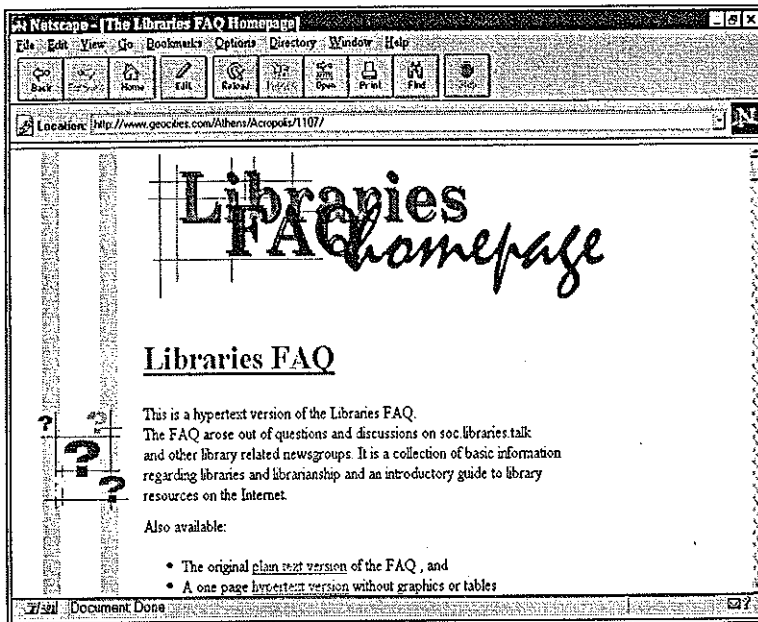 Netscape - [The Libraries FAQ Homepage]
File Edit View Go Bookmarks Options Directory Window Help
Back Home Edit Reload Open Print Find
Location: http://www.geocities.com/Athens/Acropolis/1107/
N
Libraries
FAQ homepage
Libraries FAQ
? ?
?
?
This is a hypertext version of the Libraries FAQ.
The FAQ arose out of questions and discussions on soc.libraries.talk
and other library related newsgroups. It is a collection of basic information
regarding libraries and librarianship and an introductory guide to library
resources on the Internet.
Also available:
• The original plain text version of the FAQ , and
• A one page hypertext version without graphics or tables
Document: Done